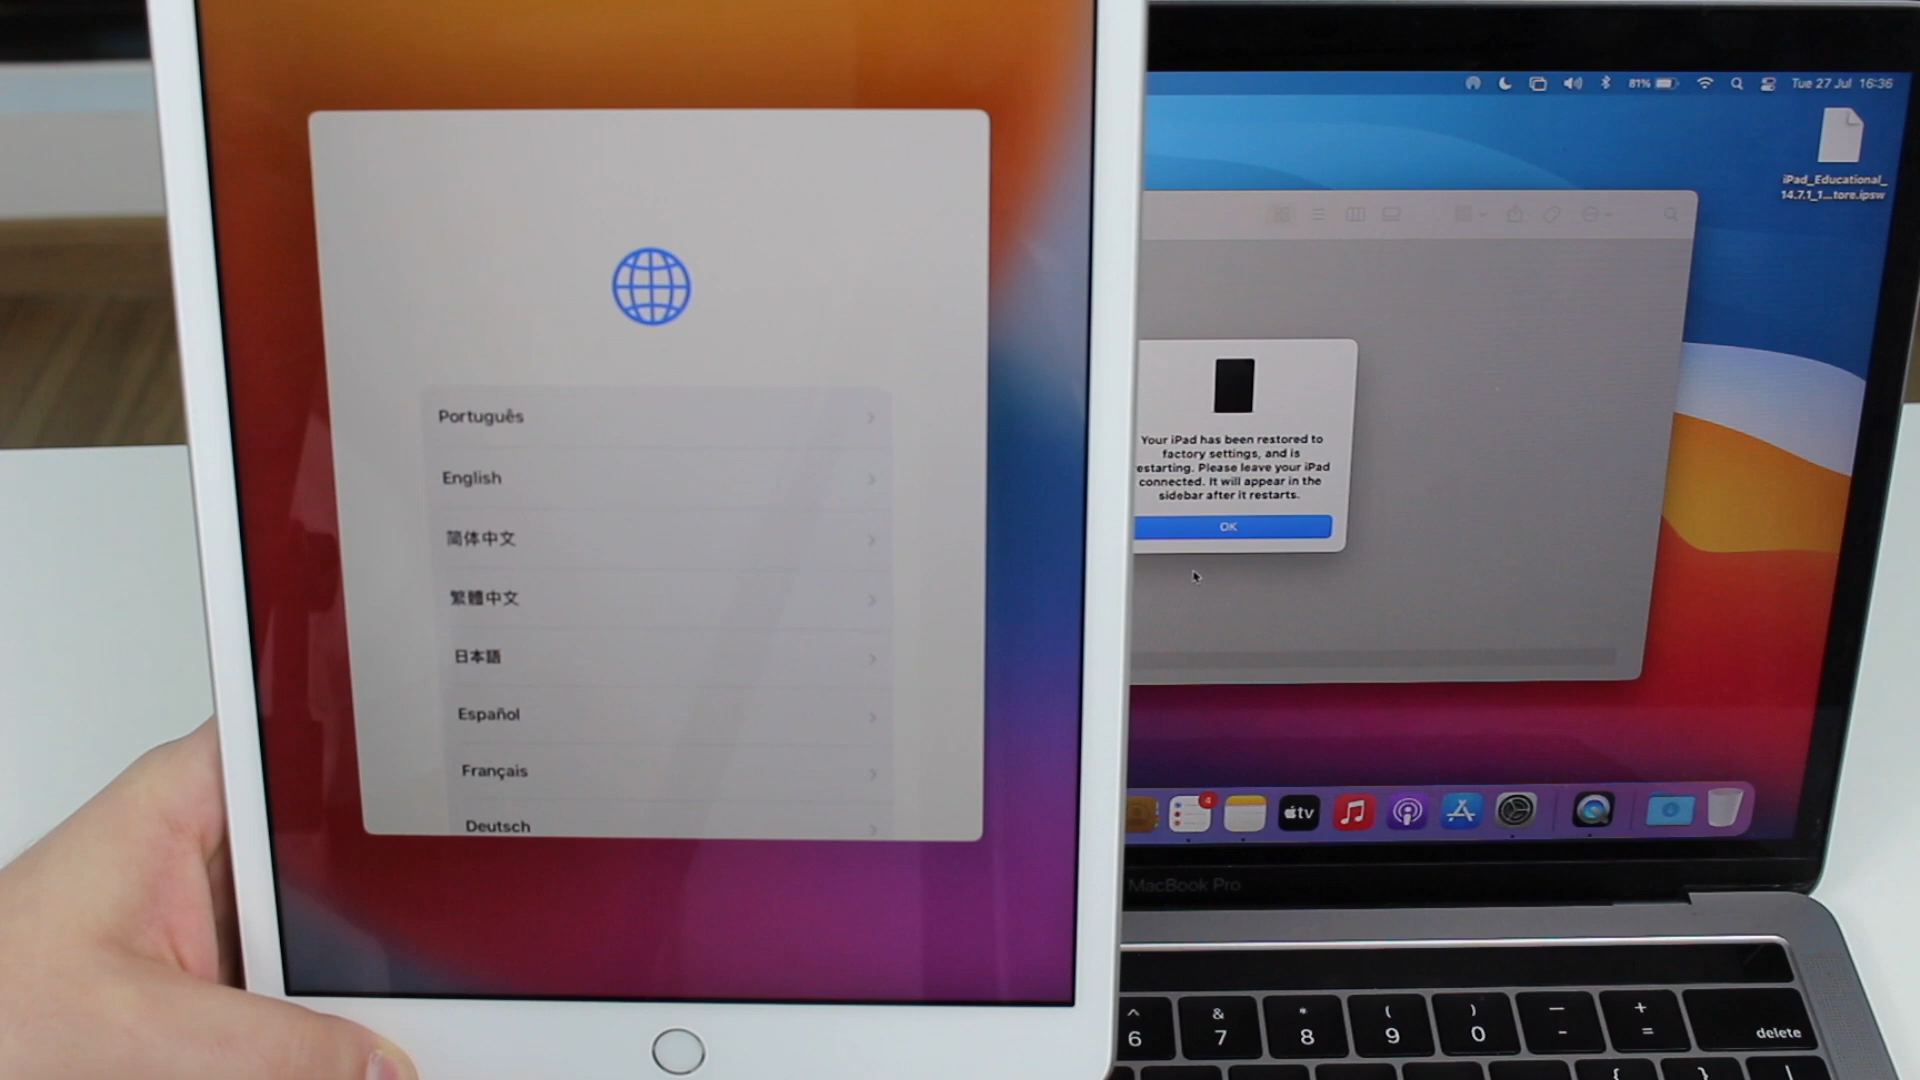 Português
English
简体中文
繁體中文
日本語
Español
Français
Deutsch
81%
Tue 27 Jul 16:36
iPad_Educational_
14.7.1_1...tore.ipsw
Your iPad has been restored to
factory settings, and is
estarting. Please leave your iPad
connected. It will appear in the
sidebar after it restarts.
OK
4
tv
MacBook Pro
^ & * ( ) — +
6 7 8 9 0 - =
delete
{ }